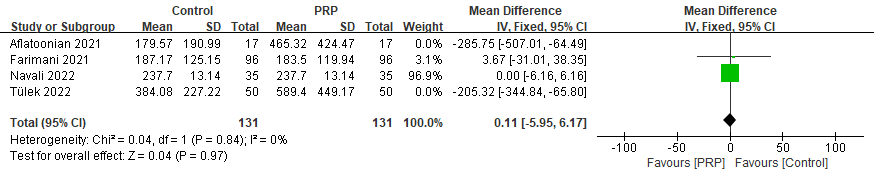 Control PRP Mean Difference Mean Difference
Study or Subgroup Mean SD Total Mean SD Total Weight IV, Fixed, 95% CI IV, Fixed, 95% CI
Aflatoonian 2021 179.57 190.99 17 465.32 424.47 17 0.0% -285.75 [-507.01, -64.49]
Farimani 2021 187.17 125.15 96 183.5 119.94 96 3.1% 3.67 [-31.01, 38.35]
Navali 2022 237.7 13.14 35 237.7 13.14 35 96.9% 0.00 [-6.16, 6.16]
Tülek 2022 384.08 227.22 50 589.4 449.17 50 0.0% -205.32 [-344.84, -65.80]
Total (95% CI) 131 131 100.0% 0.11 [-5.95, 6.17]
Heterogeneity: Chi² = 0.04, df = 1 (P = 0.84); I² = 0%
Test for overall effect: Z = 0.04 (P = 0.97)
-100 -50 0 50 100
Favours [PRP] Favours [Control]